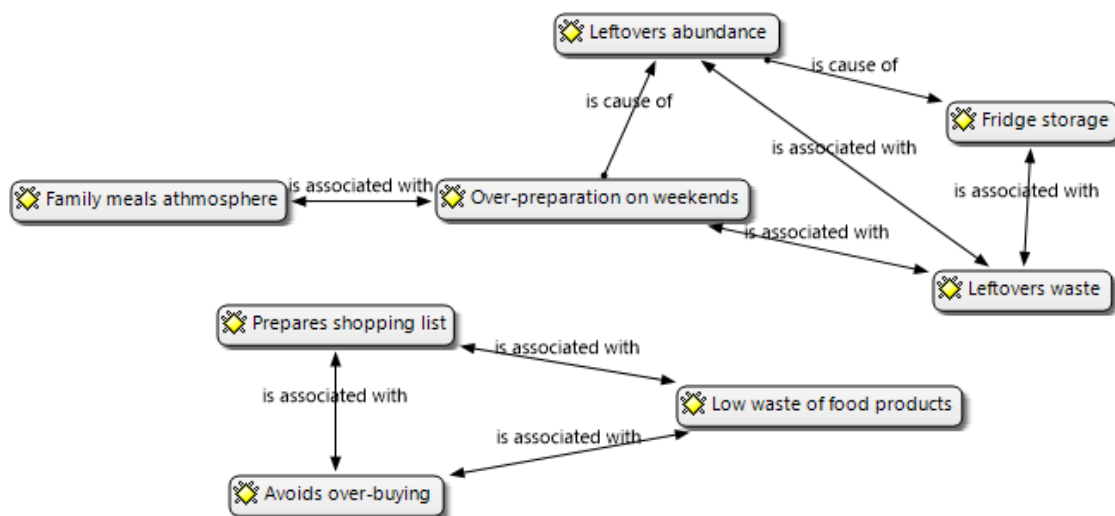 Leftovers abundance
is cause of
Fridge storage
is cause of
is associated with
Family meals athmosphere
is associated with
Over-preparation on weekends
is associated with
is associated with
Leftovers waste
Prepares shopping list
is associated with
is associated with
Low waste of food products
is associated with
Avoids over-buying